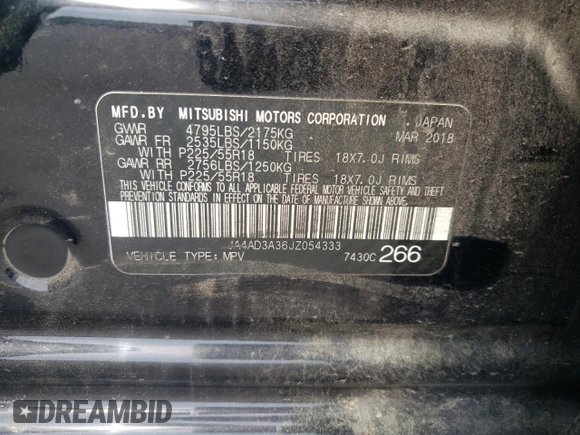 MFD.BY MITSUBISHI MOTORS CORPORATION , JAPAN
GVWR 4795LBS/2175KG MAR 2018
GAWR FR 2535LBS/1150KG
WITH P225/55R18 TIRES 18X7.0J RIMS
GAWR RR 2756LBS/1250KG
WITH P225/55R18 TIRES 18X7.0J RIMS
THIS VEHICLE CONFORMS TO ALL APPLICABLE FEDERAL MOTOR VEHICLE SAFETY AND THEFT
PREVENTION STANDARDS IN EFFECT ON THE DATE OF MANUFACTURE SHOWN ABOVE.
JA4AD3A36JZ054333
VEHICLE TYPE: MPV 7430C 266
DREAMBID